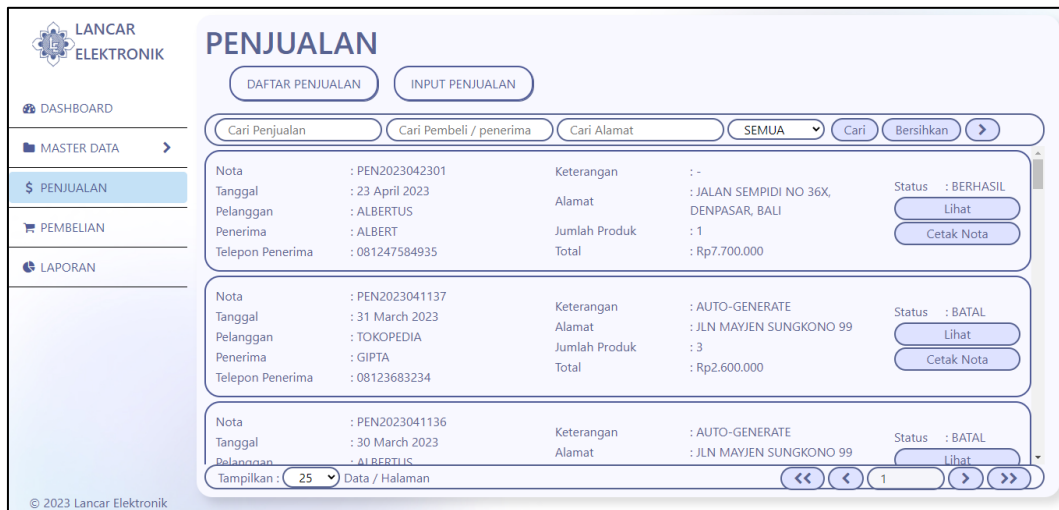 LANCAR
ELEKTRONIK
DASHBOARD
MASTER DATA
$ PENJUALAN
PEMBELIAN
LAPORAN
© 2023 Lancar Elektronik
PENJUALAN
DAFTAR PENJUALAN INPUT PENJUALAN
Cari Penjualan Cari Pembeli / penerima Cari Alamat SEMUA Cari Bersihkan >
Nota : PEN2023042301
Tanggal : 23 April 2023
Pelanggan : ALBERTUS
Penerima : ALBERT
Telepon Penerima : 081247584935
Keterangan : -
Alamat : JALAN SEMPIDI NO 36X,
DENPASAR, BALI
Jumlah Produk : 1
Total : Rp7.700.000
Status : BERHASIL
Lihat
Cetak Nota
Nota : PEN2023041137
Tanggal : 31 March 2023
Pelanggan : TOKOPEDIA
Penerima : GIPTA
Telepon Penerima : 08123683234
Keterangan : AUTO-GENERATE
Alamat : JLN MAYJEN SUNGKONO 99
Jumlah Produk : 3
Total : Rp2.600.000
Status : BATAL
Lihat
Cetak Nota
Nota : PEN2023041136
Tanggal : 30 March 2023
Pelanggan : ALBERTUS
Keterangan : AUTO-GENERATE
Alamat : JLN MAYJEN SUNGKONO 99
Status : BATAL
Lihat
Tampilkan : 25 Data / Halaman << < 1 > >>